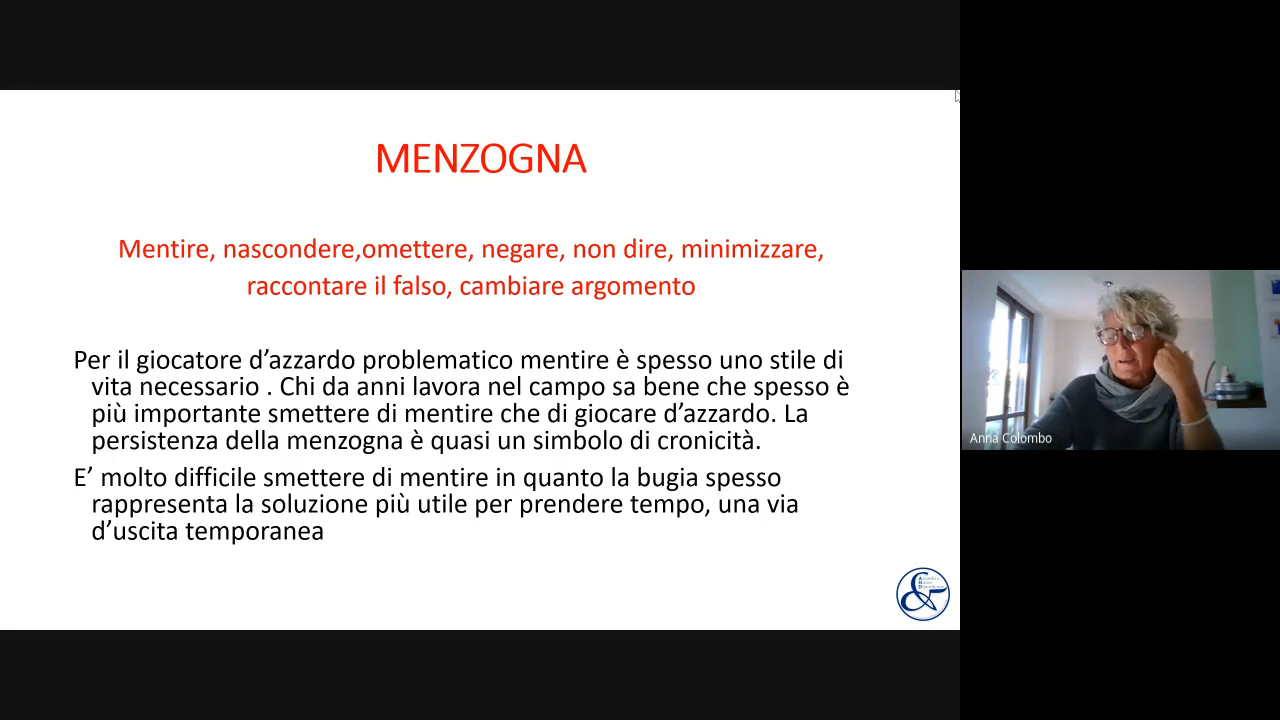 MENZOGNA
Mentire, nascondere,omettere, negare, non dire, minimizzare,
raccontare il falso, cambiare argomento
Per il giocatore d’azzardo problematico mentire è spesso uno stile di
vita necessario . Chi da anni lavora nel campo sa bene che spesso è
più importante smettere di mentire che di giocare d’azzardo. La
persistenza della menzogna è quasi un simbolo di cronicità.
E’ molto difficile smettere di mentire in quanto la bugia spesso
rappresenta la soluzione più utile per prendere tempo, una via
d’uscita temporanea
Anna Colombo